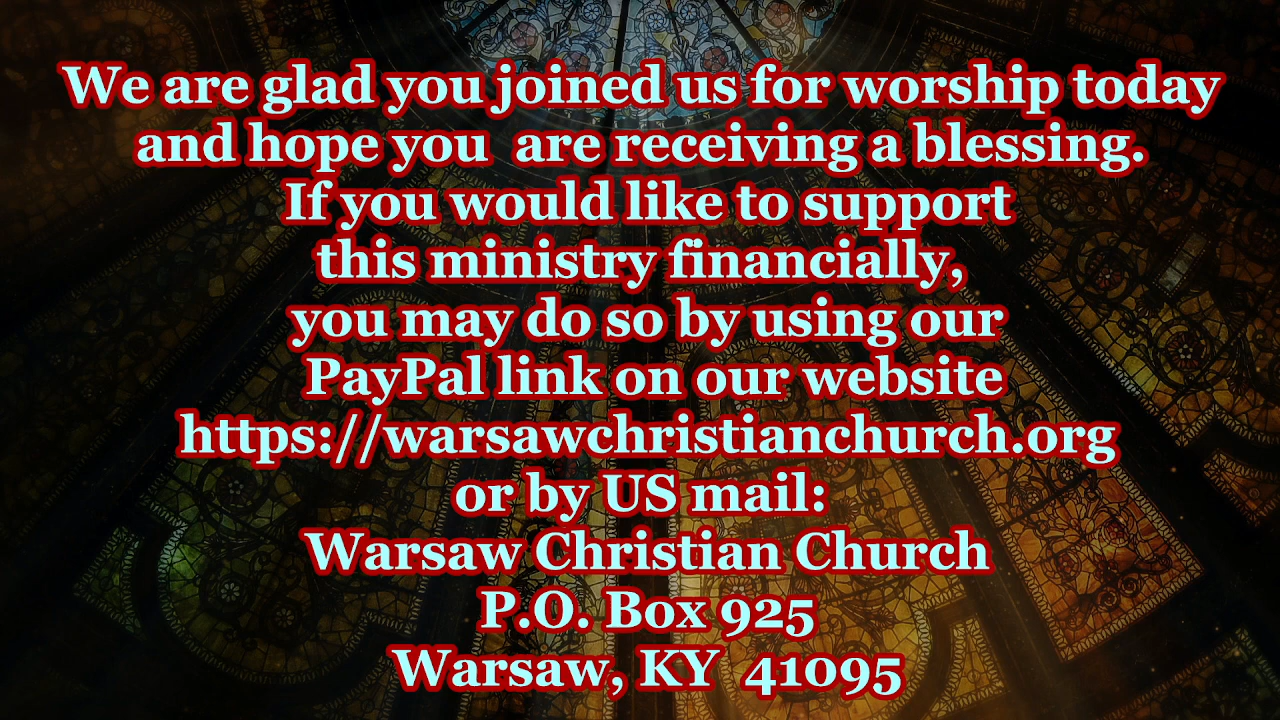 We are glad you joined us for worship today
and hope you  are receiving a blessing.
If you would like to support
this ministry financially,
you may do so by using our
PayPal link on our website
https://warsawchristianchurch.org
or by US mail:
Warsaw Christian Church
P.O. Box 925
Warsaw, KY  41095